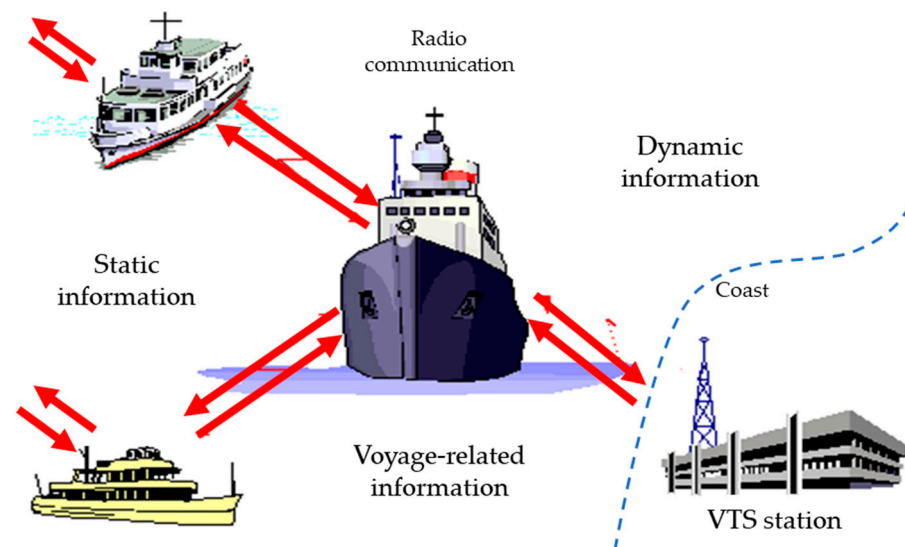 Radio
communication
Dynamic
information
Static
information
Coast
Voyage-related
information
VTS station